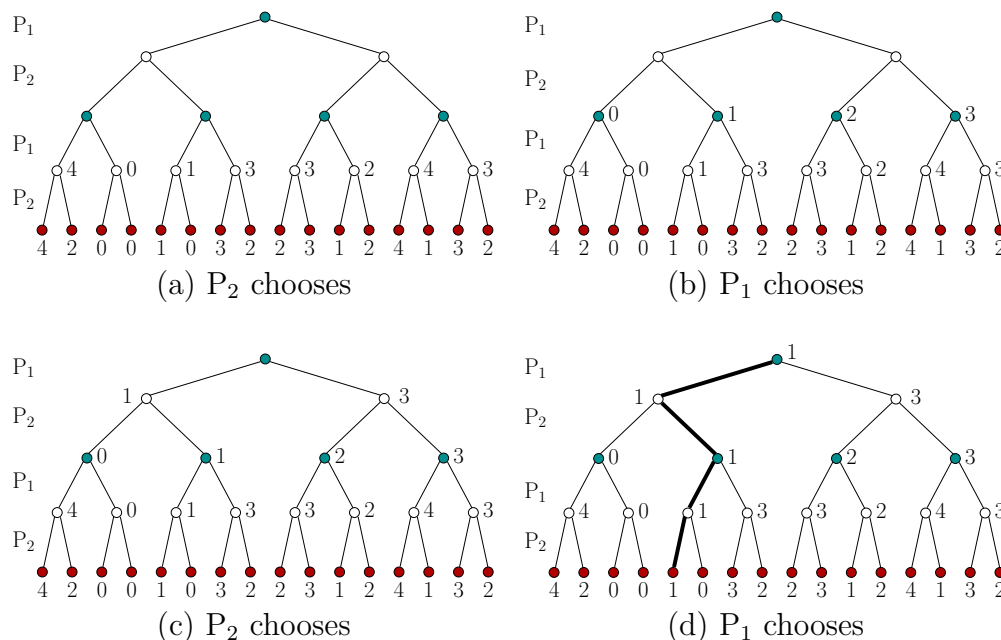 P1 P1
P2 P2
0 1 2 3
P1 P1
4 0 1 3 3 2 4 3 4 0 1 3 3 2 4 3
P2 P2
4 2 0 0 1 0 3 2 2 3 1 2 4 1 3 2 4 2 0 0 1 0 3 2 2 3 1 2 4 1 3 2
(a) P2 chooses (b) P1 chooses
1
P1 P1
1 3 1 3
P2 P2
0 1 2 3 0 1 2 3
P1 P1
4 0 1 3 3 2 4 3 4 0 1 3 3 2 4 3
P2 P2
4 2 0 0 1 0 3 2 2 3 1 2 4 1 3 2 4 2 0 0 1 0 3 2 2 3 1 2 4 1 3 2
(c) P2 chooses (d) P1 chooses